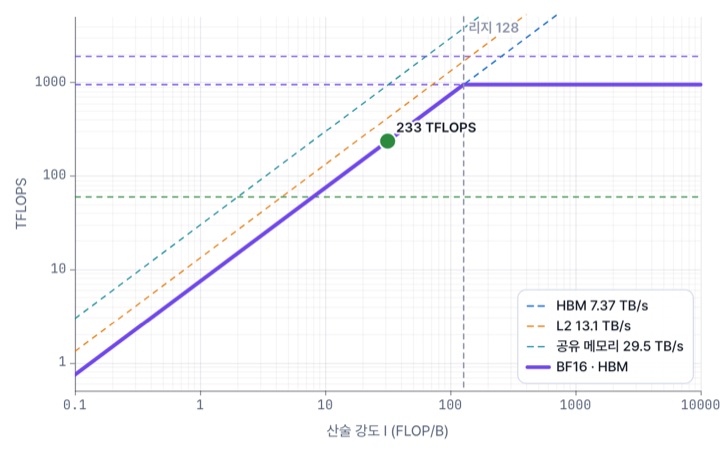 리지 128
1000
233 TFLOPS
100
TFLOPS
10
1
HBM 7.37 TB/s
L2 13.1 TB/s
공유 메모리 29.5 TB/s
BF16 · HBM
0.1
1
10
100
1000
10000
산술 강도 I (FLOP/B)